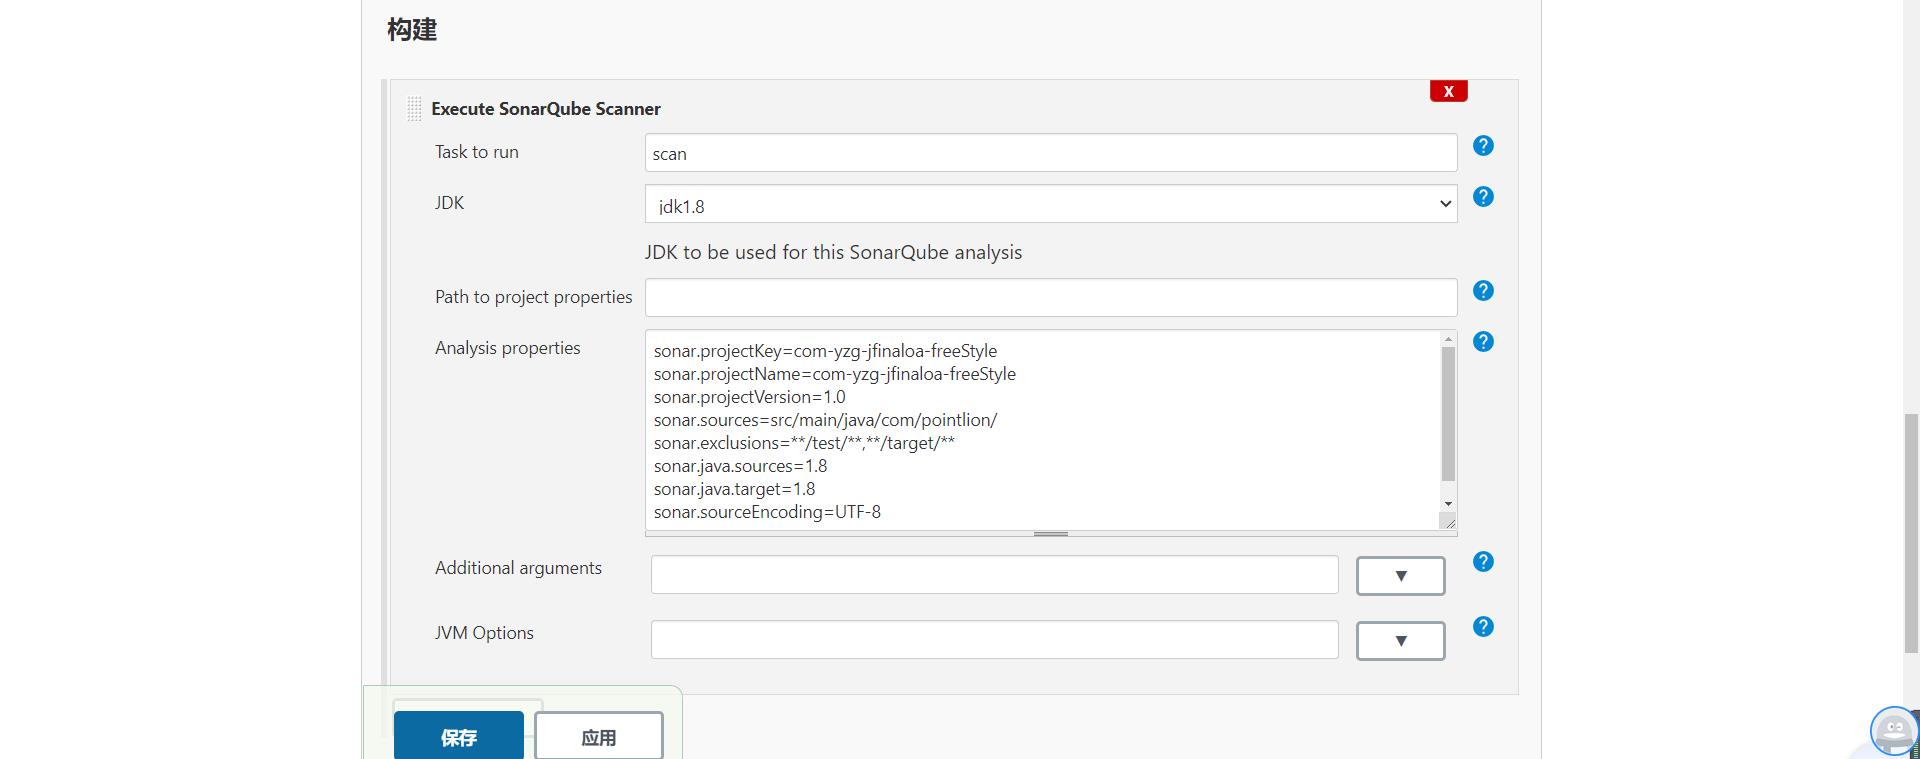 构建
X
Execute SonarQube Scanner
Task to run
scan
?
JDK
jdk1.8
?
JDK to be used for this SonarQube analysis
Path to project properties
?
Analysis properties
sonar.projectKey=com-yzg-jfinaloa-freeStyle
sonar.projectName=com-yzg-jfinaloa-freeStyle
sonar.projectVersion=1.0
sonar.sources=src/main/java/com/pointlion/
sonar.exclusions=**/test/**,**/target/**
sonar.java.sources=1.8
sonar.java.target=1.8
sonar.sourceEncoding=UTF-8
?
Additional arguments
?
JVM Options
?
保存
应用